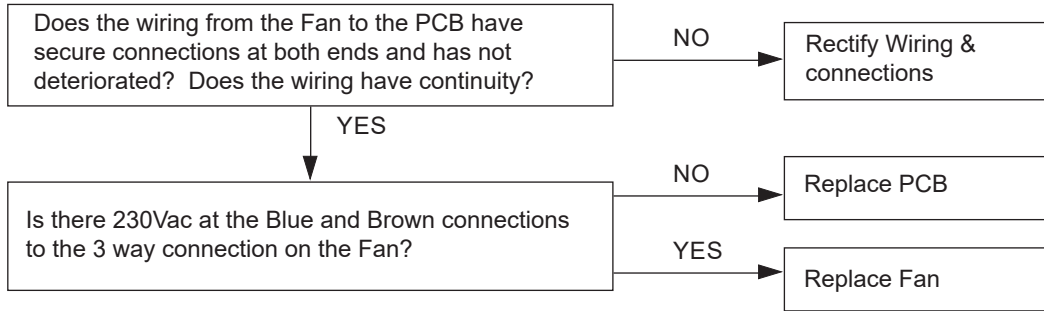 Does the wiring from the Fan to the PCB have
secure connections at both ends and has not
deteriorated? Does the wiring have continuity?
NO
Rectify Wiring &
connections
YES
Is there 230Vac at the Blue and Brown connections
to the 3 way connection on the Fan?
NO
Replace PCB
YES
Replace Fan